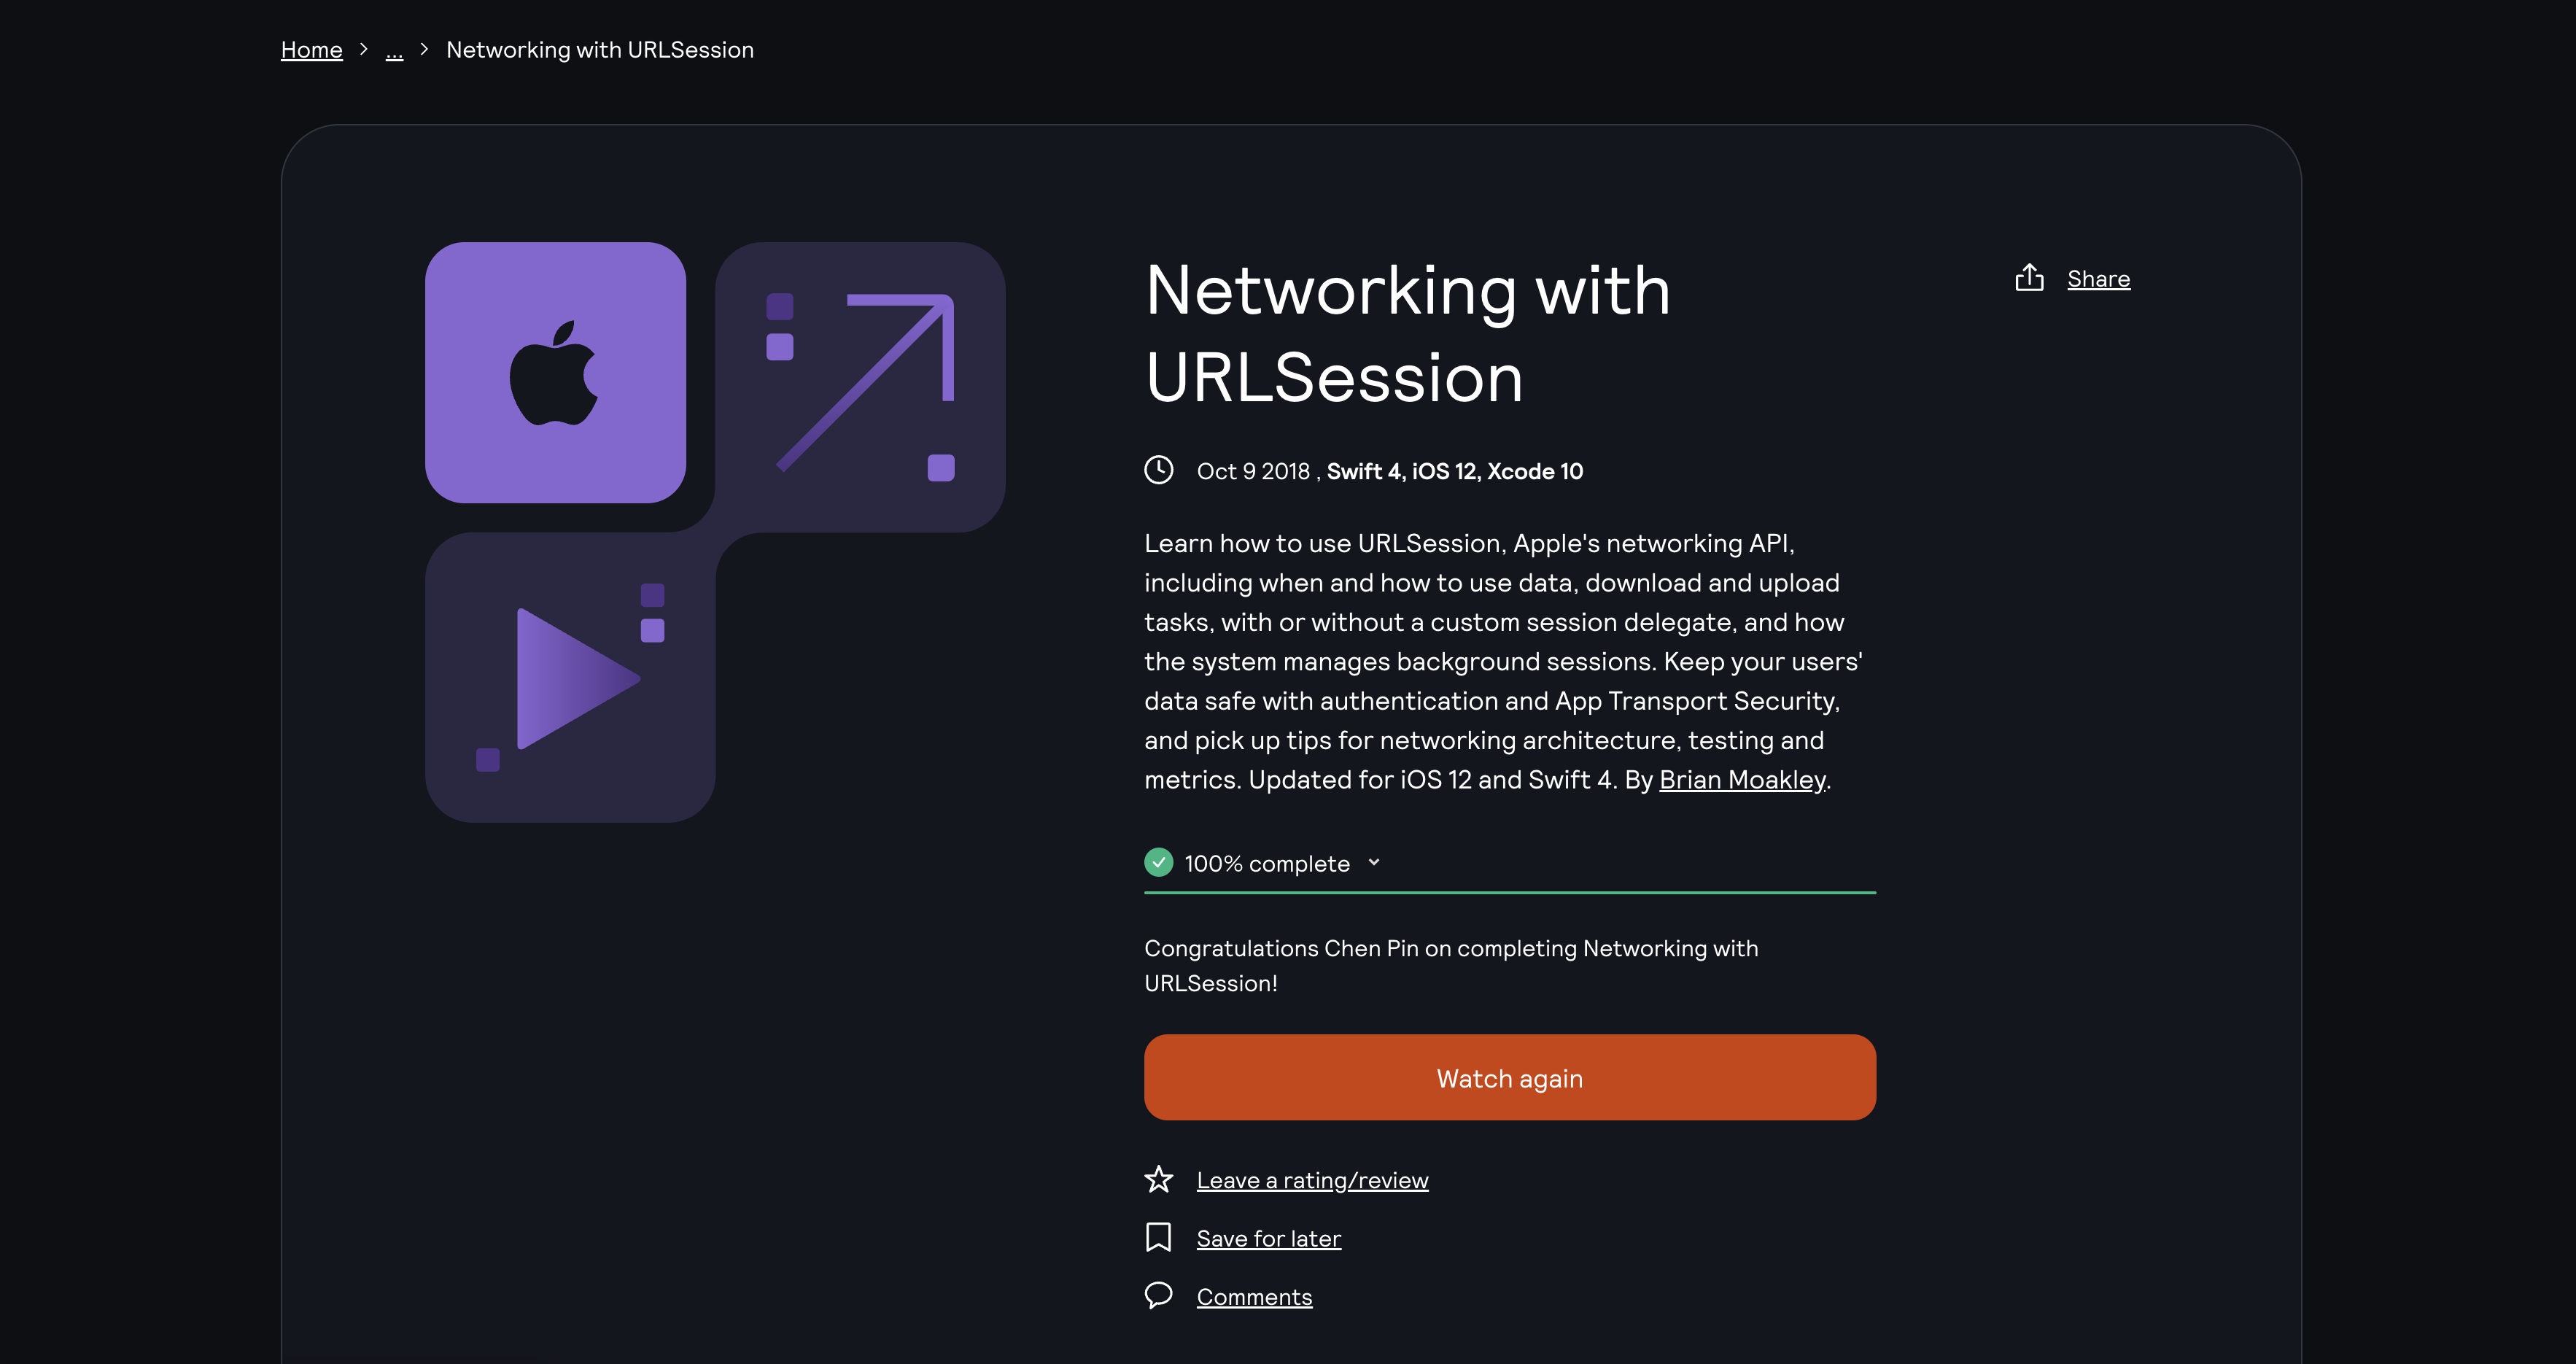 Home > ... > Networking with URLSession
Networking with
URLSession
Share
Oct 9 2018 , Swift 4, iOS 12, Xcode 10
Learn how to use URLSession, Apple's networking API,
including when and how to use data, download and upload
tasks, with or without a custom session delegate, and how
the system manages background sessions. Keep your users'
data safe with authentication and App Transport Security,
and pick up tips for networking architecture, testing and
metrics. Updated for iOS 12 and Swift 4. By Brian Moakley.
100% complete
Congratulations Chen Pin on completing Networking with
URLSession!
Watch again
Leave a rating/review
Save for later
Comments